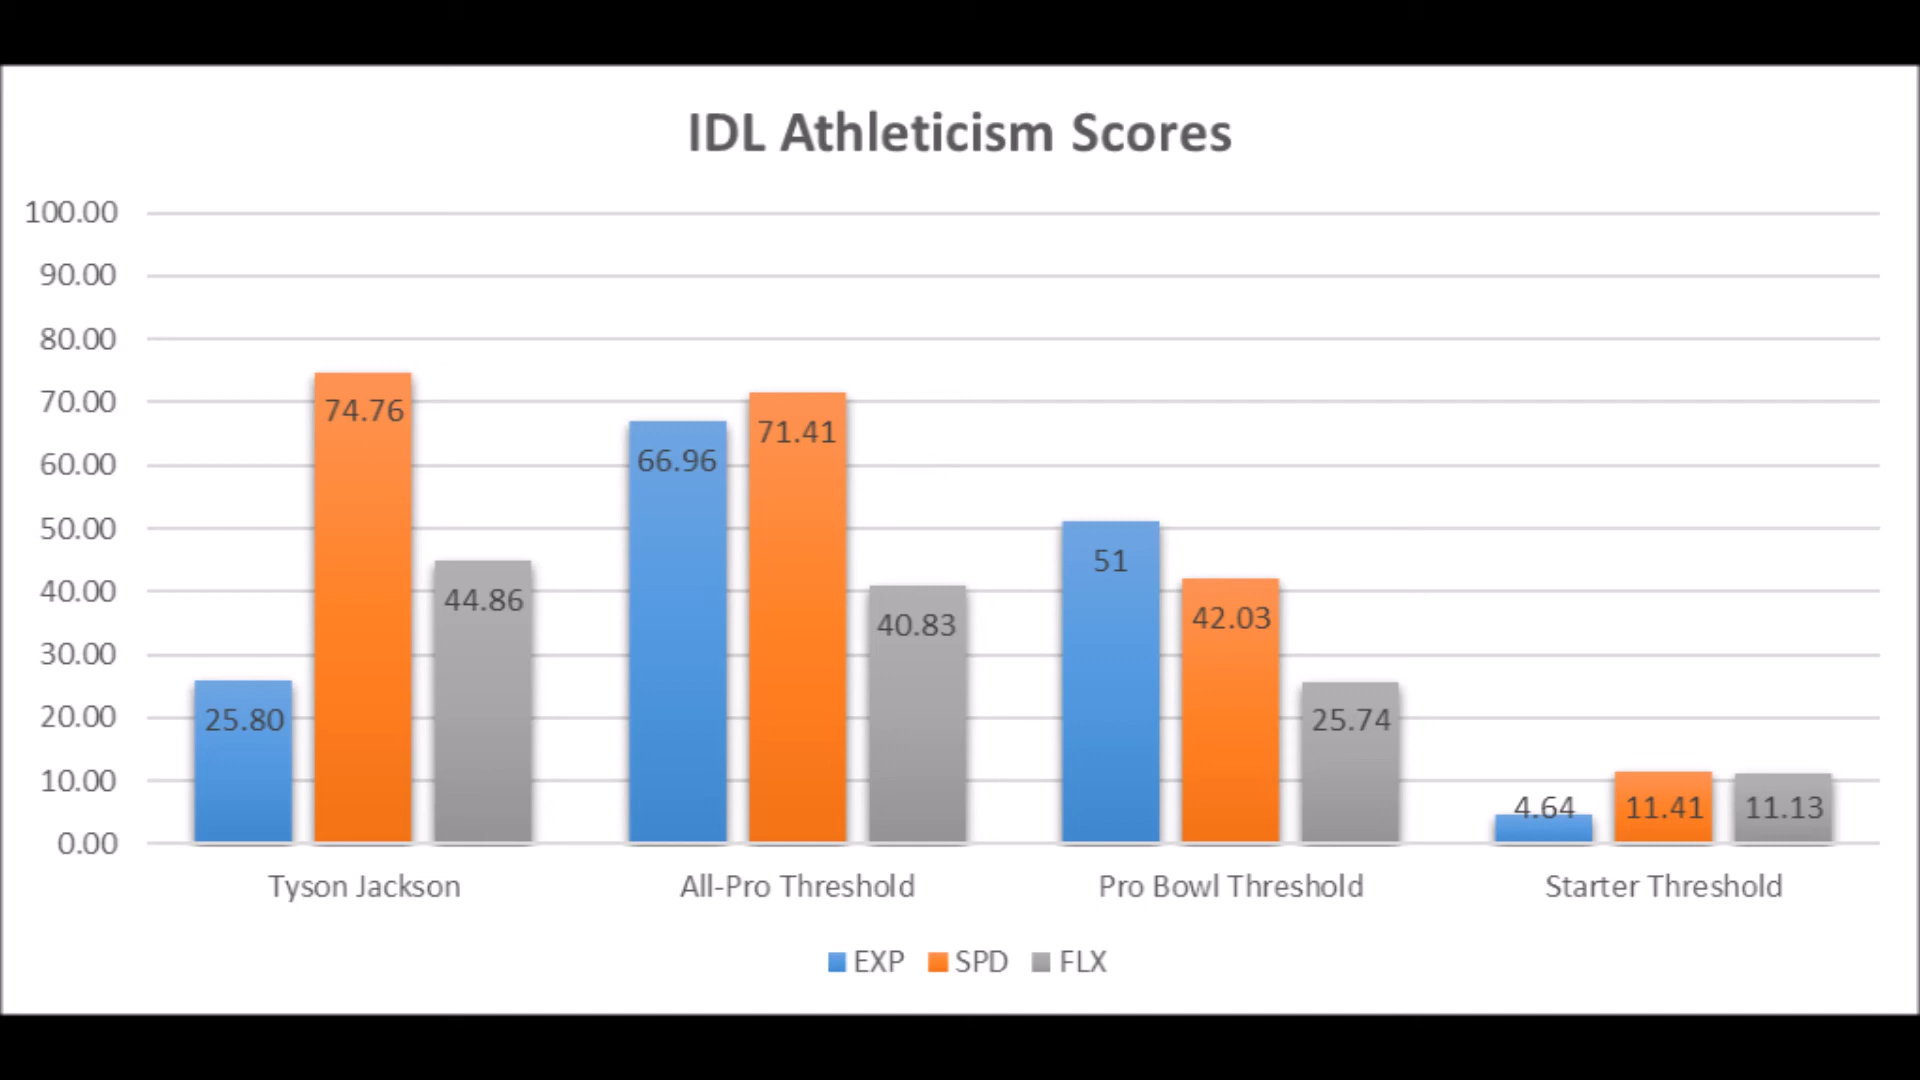 IDL Athleticism Scores
100.00
90.00
80.00
70.00
60.00
50.00
40.00
30.00
20.00
10.00
0.00
25.80 74.76 44.86
66.96 71.41 40.83
51 42.03 25.74
4.64 11.41 11.13
Tyson Jackson All-Pro Threshold Pro Bowl Threshold Starter Threshold
EXP SPD FLX